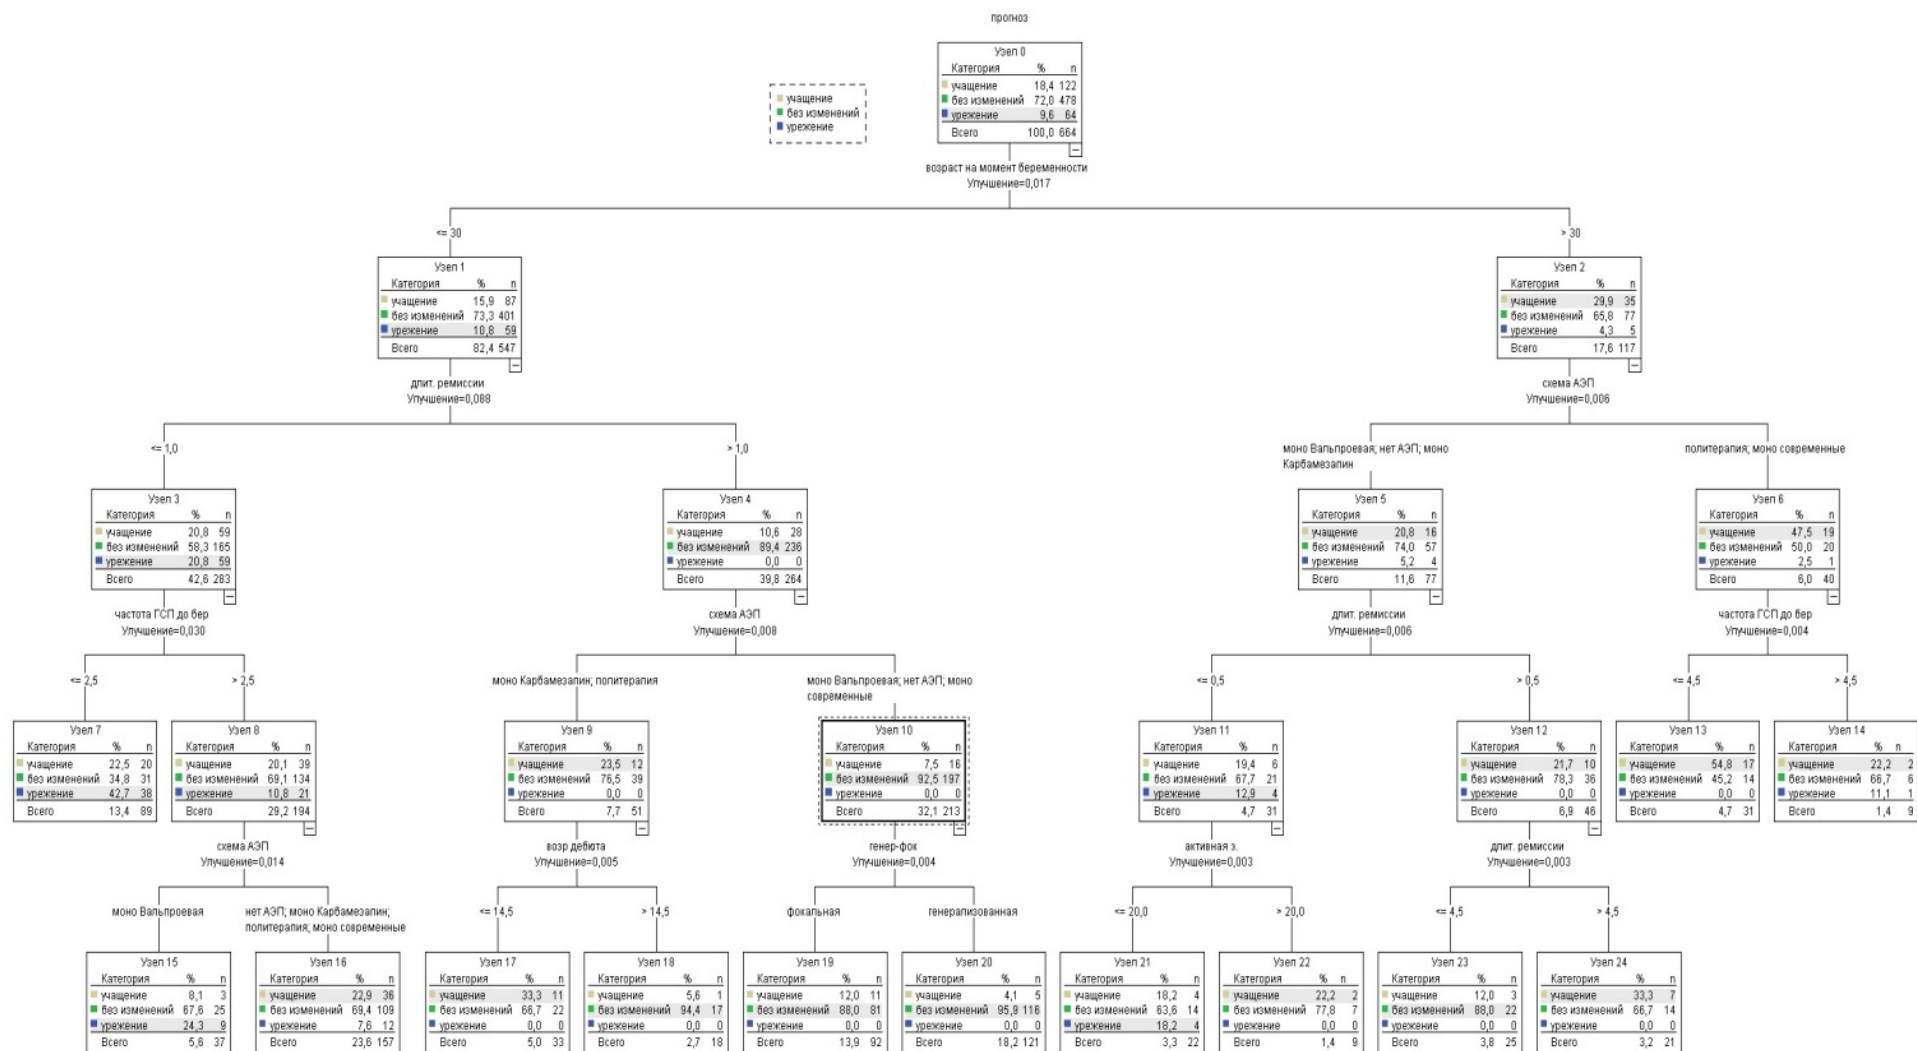 прогноз
Узел 0
Категория % n
учащение 18,4 122
без изменений 72,0 478
урежение 9,6 64
Всего 100,0 664
учащение
без изменений
урежение
возраст на момент беременности
Улучшение=0,017
<= 30
> 30
Узел 1
Категория % n
учащение 15,9 87
без изменений 73,3 401
урежение 10,8 59
Всего 82,4 547
Узел 2
Категория % n
учащение 29,9 35
без изменений 65,8 77
урежение 4,3 5
Всего 17,6 117
длит. ремиссии
Улучшение=0,088
схема АЭП
Улучшение=0,006
<= 1,0
> 1,0
моно Вальпроевая; нет АЭП; моно
Карбамезапин
политерапия; моно современные
Узел 3
Категория % n
учащение 20,8 59
без изменений 58,3 165
урежение 20,8 59
Всего 42,6 283
Узел 4
Категория % n
учащение 10,6 28
без изменений 89,4 236
урежение 0,0 0
Всего 39,8 264
Узел 5
Категория % n
учащение 20,8 16
без изменений 74,0 57
урежение 5,2 4
Всего 11,6 77
Узел 6
Категория % n
учащение 47,5 19
без изменений 50,0 20
урежение 2,5 1
Всего 6,0 40
частота ГСП до бер
Улучшение=0,030
схема АЭП
Улучшение=0,008
длит. ремиссии
Улучшение=0,006
частота ГСП до бер
Улучшение=0,004
<= 2,5
> 2,5
моно Карбамезапин; политерапия
моно Вальпроевая; нет АЭП; моно
современные
<= 0,5
> 0,5
<= 4,5
> 4,5
Узел 7
Категория % n
учащение 22,5 20
без изменений 34,8 31
урежение 42,7 38
Всего 13,4 89
Узел 8
Категория % n
учащение 20,1 39
без изменений 69,1 134
урежение 10,8 21
Всего 29,2 194
Узел 9
Категория % n
учащение 23,5 12
без изменений 76,5 39
урежение 0,0 0
Всего 7,7 51
Узел 10
Категория % n
учащение 7,5 16
без изменений 92,5 197
урежение 0,0 0
Всего 32,1 213
Узел 11
Категория % n
учащение 19,4 6
без изменений 67,7 21
урежение 12,9 4
Всего 4,7 31
Узел 12
Категория % n
учащение 21,7 10
без изменений 78,3 36
урежение 0,0 0
Всего 6,9 46
Узел 13
Категория % n
учащение 54,8 17
без изменений 45,2 14
урежение 0,0 0
Всего 4,7 31
Узел 14
Категория % n
учащение 22,2 2
без изменений 66,7 6
урежение 11,1 1
Всего 1,4 9
схема АЭП
Улучшение=0,014
возр дебюта
Улучшение=0,005
генер-фок
Улучшение=0,004
активная э.
Улучшение=0,003
длит. ремиссии
Улучшение=0,003
моно Вальпроевая
нет АЭП; моно Карбамезапин;
политерапия; моно современные
<= 14,5
> 14,5
фокальная
генерализованная
<= 20,0
> 20,0
<= 4,5
> 4,5
Узел 15
Категория % n
учащение 8,1 3
без изменений 67,6 25
урежение 24,3 9
Всего 5,6 37
Узел 16
Категория % n
учащение 22,9 36
без изменений 69,4 109
урежение 7,6 12
Всего 23,6 157
Узел 17
Категория % n
учащение 33,3 11
без изменений 66,7 22
урежение 0,0 0
Всего 5,0 33
Узел 18
Категория % n
учащение 5,6 1
без изменений 94,4 17
урежение 0,0 0
Всего 2,7 18
Узел 19
Категория % n
учащение 12,0 11
без изменений 88,0 81
урежение 0,0 0
Всего 13,9 92
Узел 20
Категория % n
учащение 4,1 5
без изменений 95,9 116
урежение 0,0 0
Всего 18,2 121
Узел 21
Категория % n
учащение 18,2 4
без изменений 63,6 14
урежение 18,2 4
Всего 3,3 22
Узел 22
Категория % n
учащение 22,2 2
без изменений 77,8 7
урежение 0,0 0
Всего 1,4 9
Узел 23
Категория % n
учащение 12,0 3
без изменений 88,0 22
урежение 0,0 0
Всего 3,8 25
Узел 24
Категория % n
учащение 33,3 7
без изменений 66,7 14
урежение 0,0 0
Всего 3,2 21